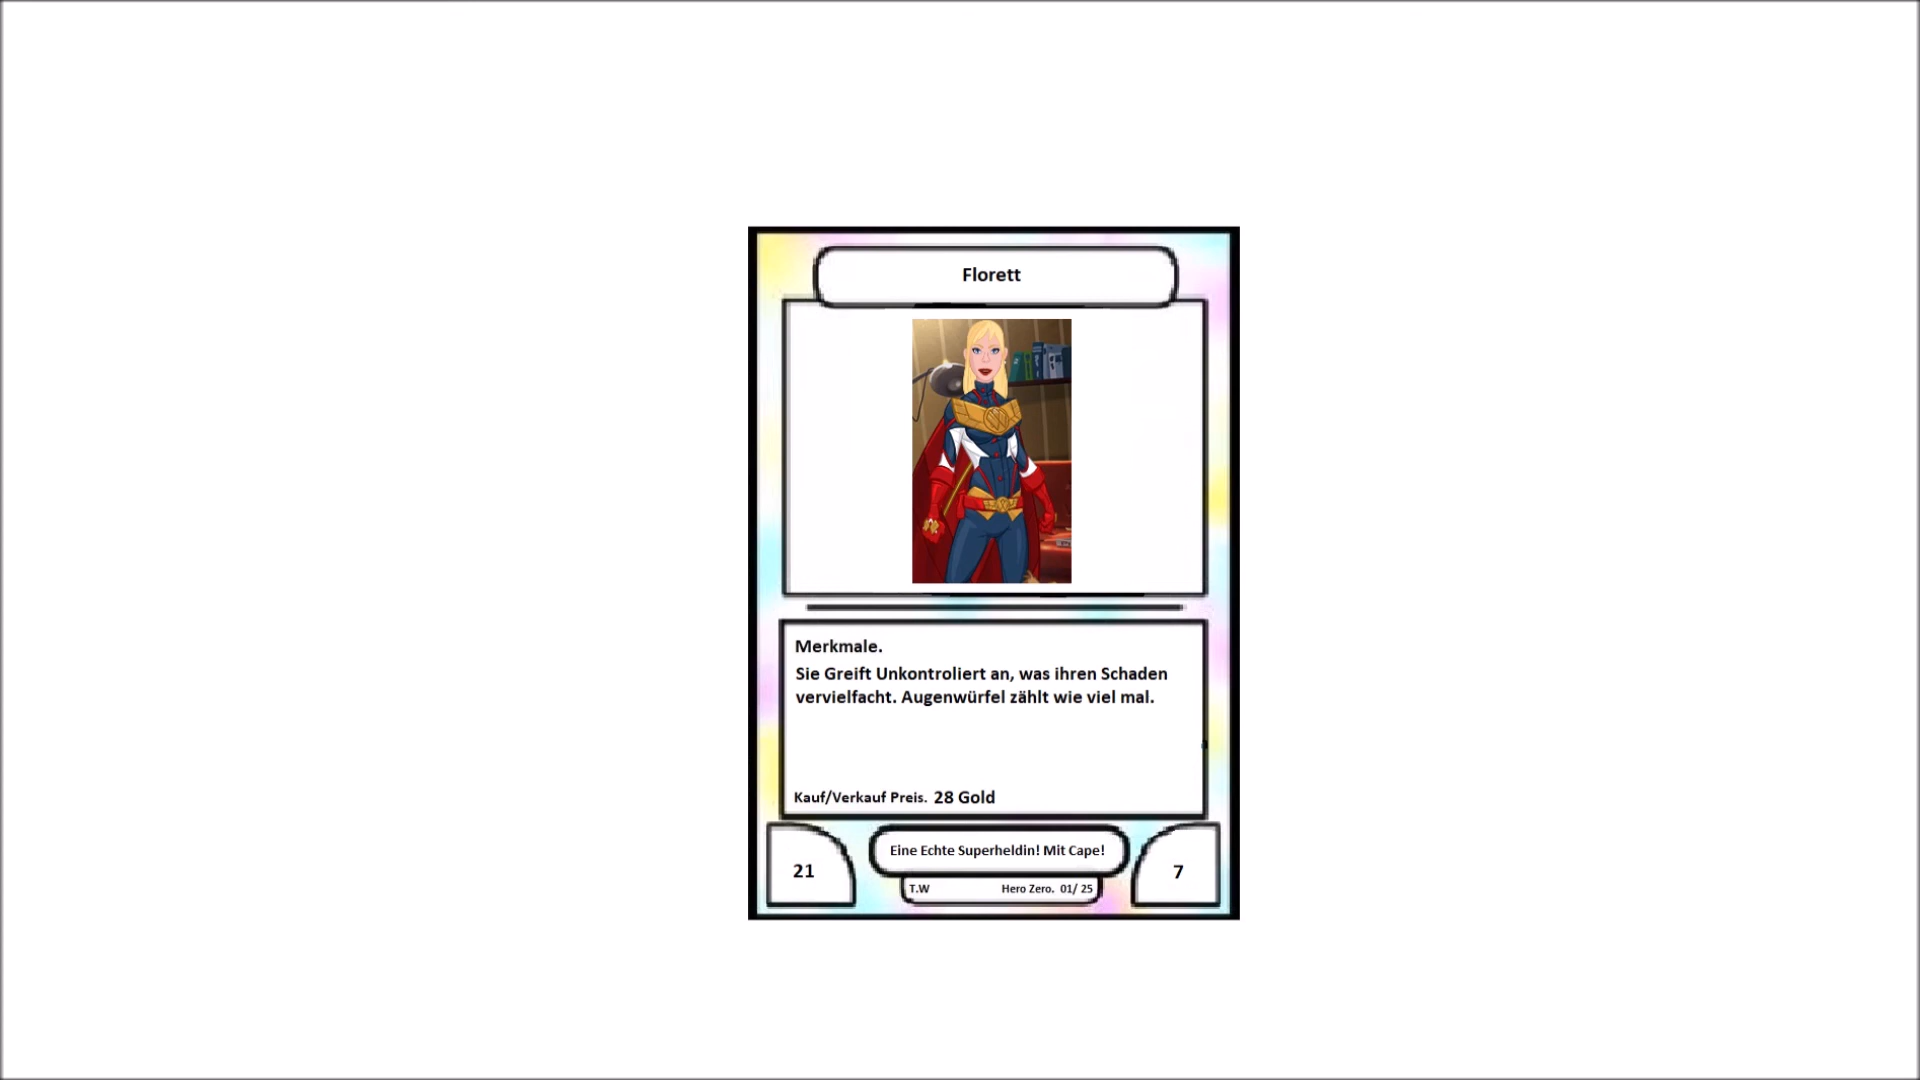 Florett
Merkmale.
Sie Greift Unkontroliert an, was ihren Schaden
vervielfacht. Augenwürfel zählt wie viel mal.
Kauf/Verkauf Preis. 28 Gold
21
Eine Echte Superheldin! Mit Cape!
7
T.W Hero Zero. 01/ 25